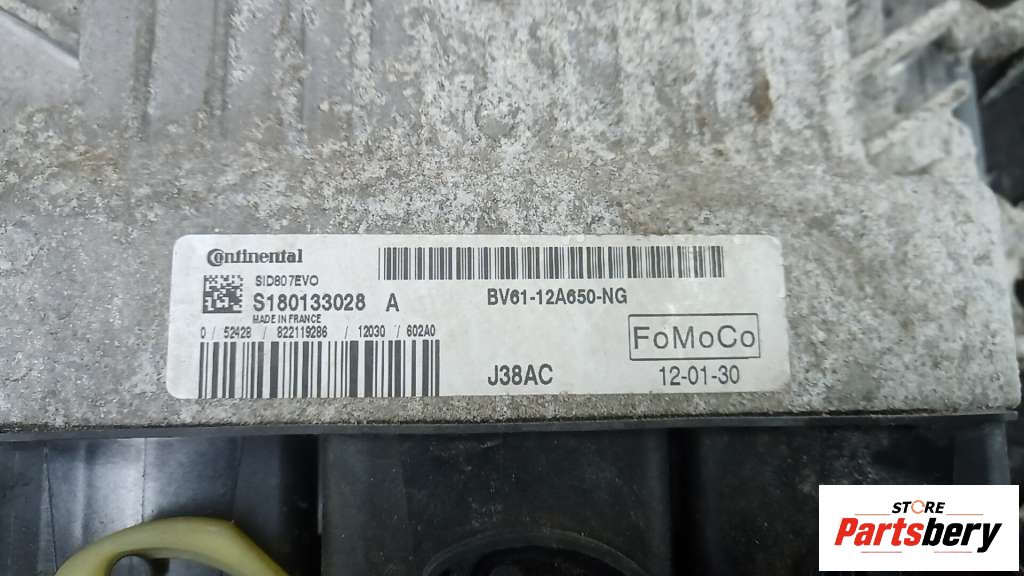 Continental
SID807EVO
S180133028 A
MADE IN FRANCE
0 / 52428 / 822119286 / 12030 / 602A0
BV61-12A650-NG
FoMoCo
J38AC
12-01-30
STORE
Partsbery